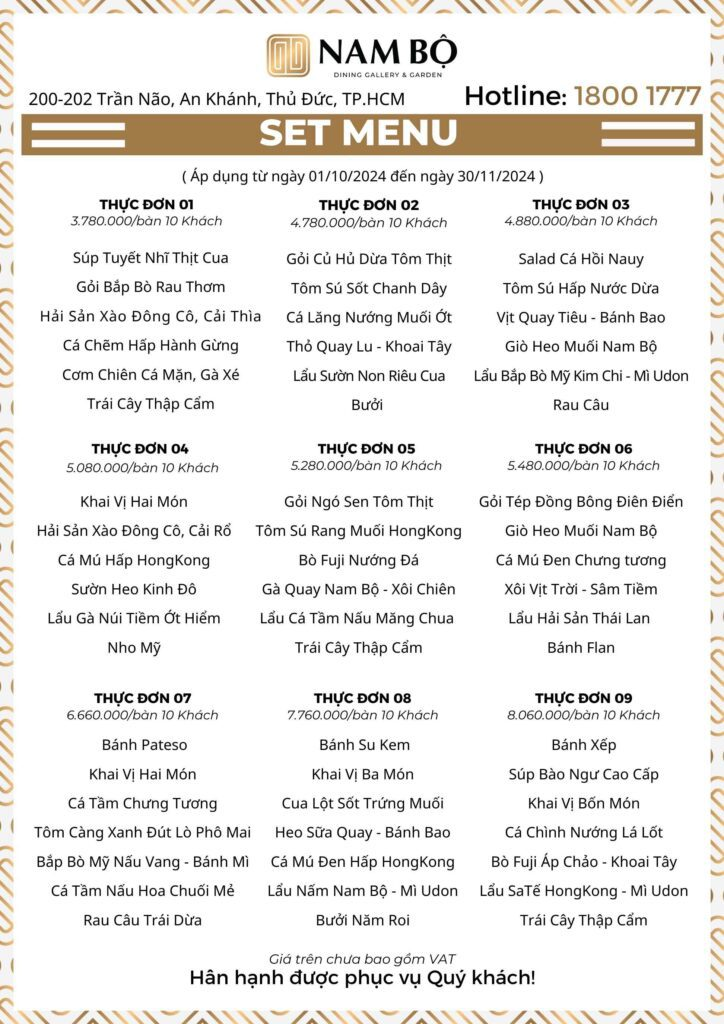 NAM BỘ
DINING GALLERY & GARDEN
200-202 Trần Não, An Khánh, Thủ Đức, TP.HCM
Hotline: 1800 1777
SET MENU
( Áp dụng từ ngày 01/10/2024 đến ngày 30/11/2024 )
THỰC ĐƠN 01
3.780.000/bàn 10 Khách
Súp Tuyết Nhĩ Thịt Cua
Gỏi Bắp Bò Rau Thơm
Hải Sản Xào Đông Cô, Cải Thìa
Cá Chẽm Hấp Hành Gừng
Cơm Chiên Cá Mặn, Gà Xé
Trái Cây Thập Cẩm
THỰC ĐƠN 02
4.780.000/bàn 10 Khách
Gỏi Củ Hủ Dừa Tôm Thịt
Tôm Sú Sốt Chanh Dây
Cá Lăng Nướng Muối Ớt
Thỏ Quay Lu - Khoai Tây
Lẩu Sườn Non Riêu Cua
Bưởi
THỰC ĐƠN 03
4.880.000/bàn 10 Khách
Salad Cá Hồi Nauy
Tôm Sú Hấp Nước Dừa
Vịt Quay Tiêu - Bánh Bao
Giò Heo Muối Nam Bộ
Lẩu Bắp Bò Mỹ Kim Chi - Mì Udon
Rau Câu
THỰC ĐƠN 04
5.080.000/bàn 10 Khách
Khai Vị Hai Món
Hải Sản Xào Đông Cô, Cải Rổ
Cá Mú Hấp HongKong
Sườn Heo Kinh Đô
Lẩu Gà Núi Tiềm Ớt Hiểm
Nho Mỹ
THỰC ĐƠN 05
5.280.000/bàn 10 Khách
Gỏi Ngó Sen Tôm Thịt
Tôm Sú Rang Muối HongKong
Bò Fuji Nướng Đá
Gà Quay Nam Bộ - Xôi Chiên
Lẩu Cá Tầm Nấu Măng Chua
Trái Cây Thập Cẩm
THỰC ĐƠN 06
5.480.000/bàn 10 Khách
Gỏi Tép Đồng Bông Điên Điển
Giò Heo Muối Nam Bộ
Cá Mú Đen Chưng tương
Xôi Vịt Trời - Sâm Tiềm
Lẩu Hải Sản Thái Lan
Bánh Flan
THỰC ĐƠN 07
6.660.000/bàn 10 Khách
Bánh Pateso
Khai Vị Hai Món
Cá Tầm Chưng Tương
Tôm Càng Xanh Đút Lò Phô Mai
Bắp Bò Mỹ Nấu Vang - Bánh Mì
Cá Tầm Nấu Hoa Chuối Mẻ
Rau Câu Trái Dừa
THỰC ĐƠN 08
7.760.000/bàn 10 Khách
Bánh Su Kem
Khai Vị Ba Món
Cua Lột Sốt Trứng Muối
Heo Sữa Quay - Bánh Bao
Cá Mú Đen Hấp HongKong
Lẩu Nấm Nam Bộ - Mì Udon
Bưởi Năm Roi
THỰC ĐƠN 09
8.060.000/bàn 10 Khách
Bánh Xếp
Súp Bào Ngư Cao Cấp
Khai Vị Bốn Món
Cá Chình Nướng Lá Lốt
Bò Fuji Áp Chảo - Khoai Tây
Lẩu SaTế HongKong - Mì Udon
Trái Cây Thập Cẩm
Giá trên chưa bao gồm VAT
Hân hạnh được phục vụ Quý khách!